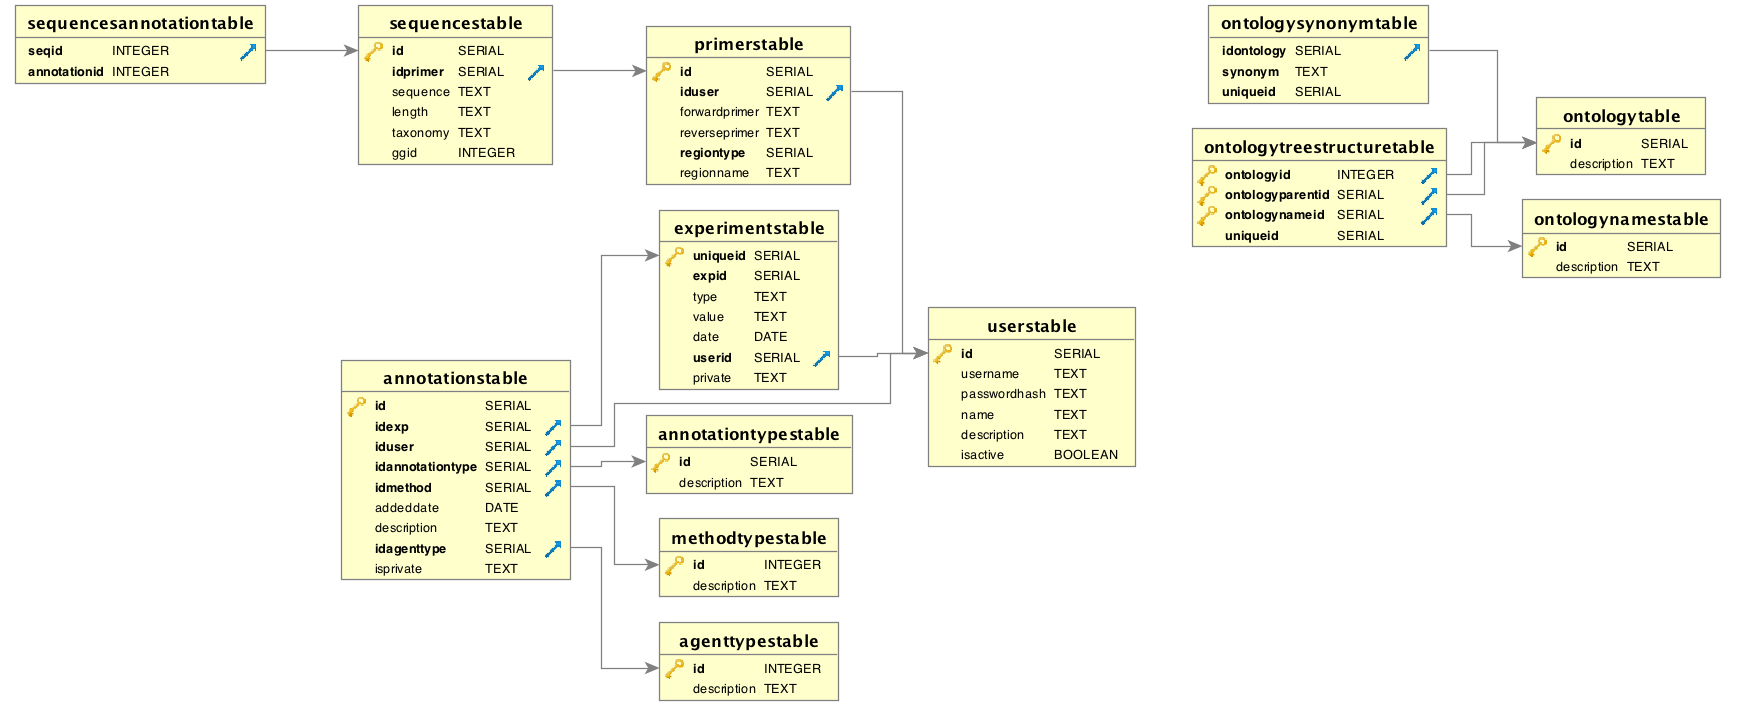 sequencesannotationtable
seqid INTEGER
annotationid INTEGER
sequencestable
id SERIAL
idprimer SERIAL
sequence TEXT
length TEXT
taxonomy TEXT
ggid INTEGER
primerstable
id SERIAL
iduser SERIAL
forwardprimer TEXT
reverseprimer TEXT
regiontype SERIAL
regionname TEXT
experimentstable
uniqueid SERIAL
expid SERIAL
type TEXT
value TEXT
date DATE
userid SERIAL
private TEXT
annotationstable
id SERIAL
idexp SERIAL
iduser SERIAL
idannotationtype SERIAL
idmethod SERIAL
addeddate DATE
description TEXT
idagenttype SERIAL
isprivate TEXT
annotationtypestable
id SERIAL
description TEXT
methodtypestable
id INTEGER
description TEXT
agenttypestable
id INTEGER
description TEXT
userstable
id SERIAL
username TEXT
passwordhash TEXT
name TEXT
description TEXT
isactive BOOLEAN
ontologysynonymtable
idontology SERIAL
synonym TEXT
uniqueid SERIAL
ontologytreestructuretable
ontologyid INTEGER
ontologyparentid SERIAL
ontologynameid SERIAL
uniqueid SERIAL
ontologytable
id SERIAL
description TEXT
ontologynamestable
id SERIAL
description TEXT